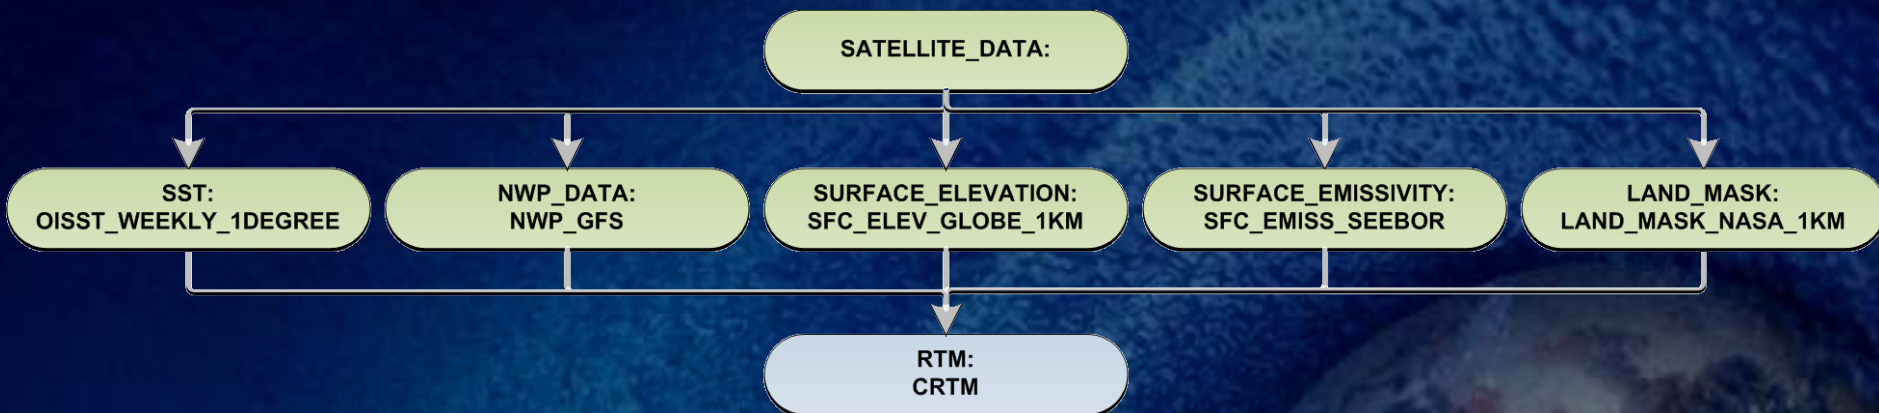 SATELLITE_DATA:
SST:
OISST_WEEKLY_1DEGREE
NWP_DATA:
NWP_GFS
SURFACE_ELEVATION:
SFC_ELEV_GLOBE_1KM
SURFACE_EMISSIVITY:
SFC_EMISS_SEEBOR
LAND_MASK:
LAND_MASK_NASA_1KM
RTM:
CRTM